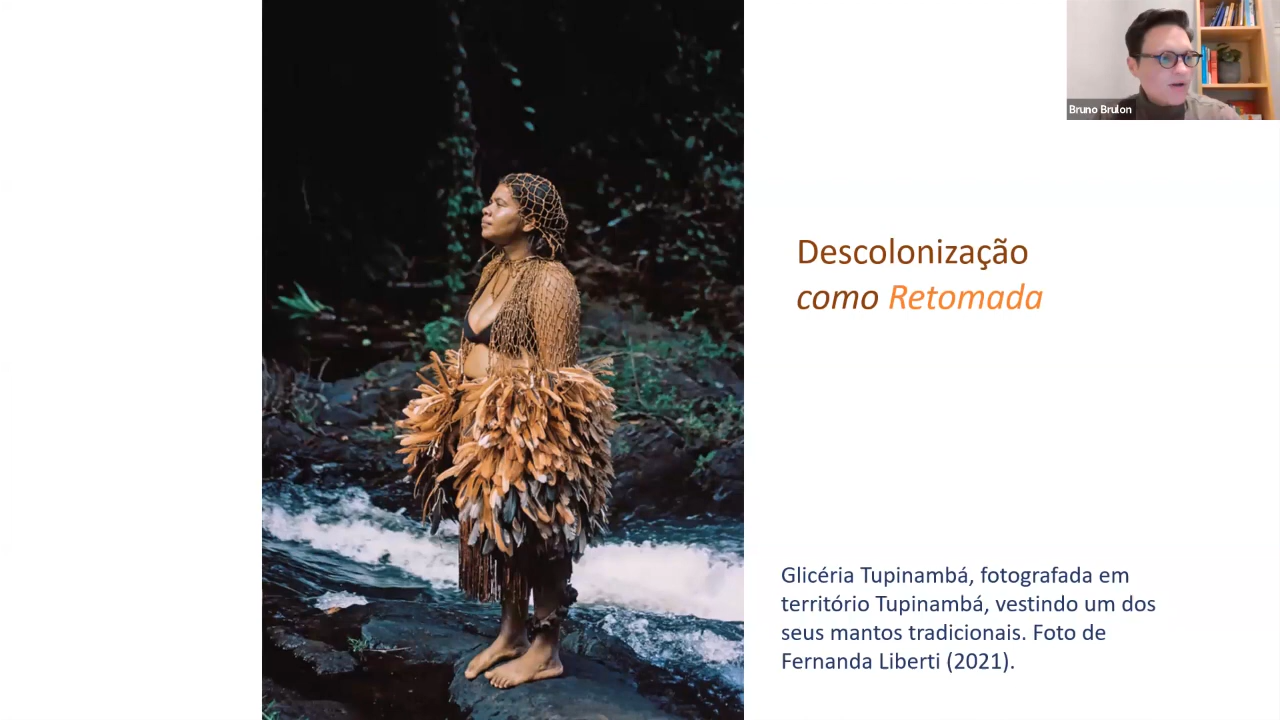 Bruno Brulon
Descolonização
como Retomada
Glicéria Tupinambá, fotografada em
território Tupinambá, vestindo um dos
seus mantos tradicionais. Foto de
Fernanda Liberti (2021).